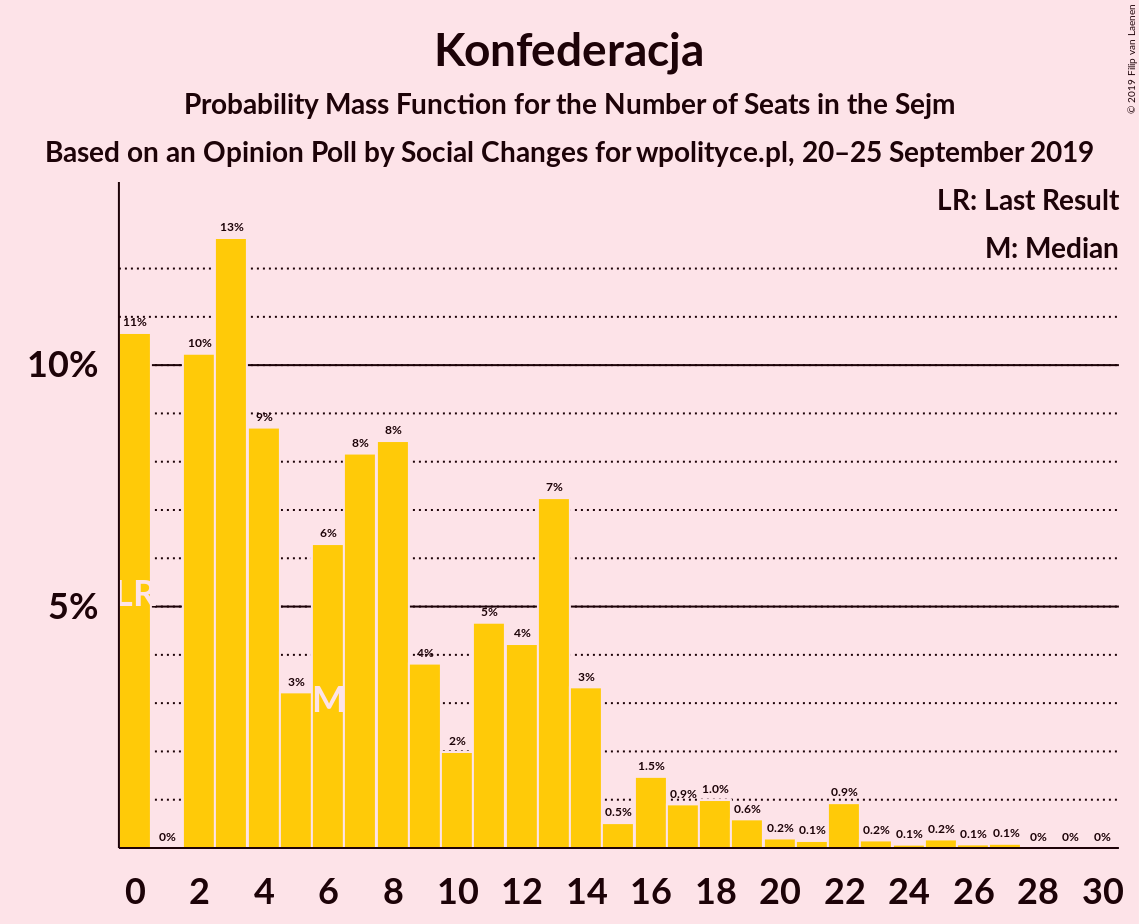 Konfederacja
Probability Mass Function for the Number of Seats in the Sejm
Based on an Opinion Poll by Social Changes for wpolityce.pl, 20–25 September 2019
© 2019 Filip van Laenen
LR: Last Result
M: Median
10%
5%
11% 0% 10% 13% 9% 3% 6% 8% 8% 4% 2% 5% 4% 7% 3% 0.5% 1.5% 0.9% 1.0% 0.6% 0.2% 0.1% 0.9% 0.2% 0.1% 0.2% 0.1% 0.1% 0% 0% 0%
LR
M
0 2 4 6 8 10 12 14 16 18 20 22 24 26 28 30